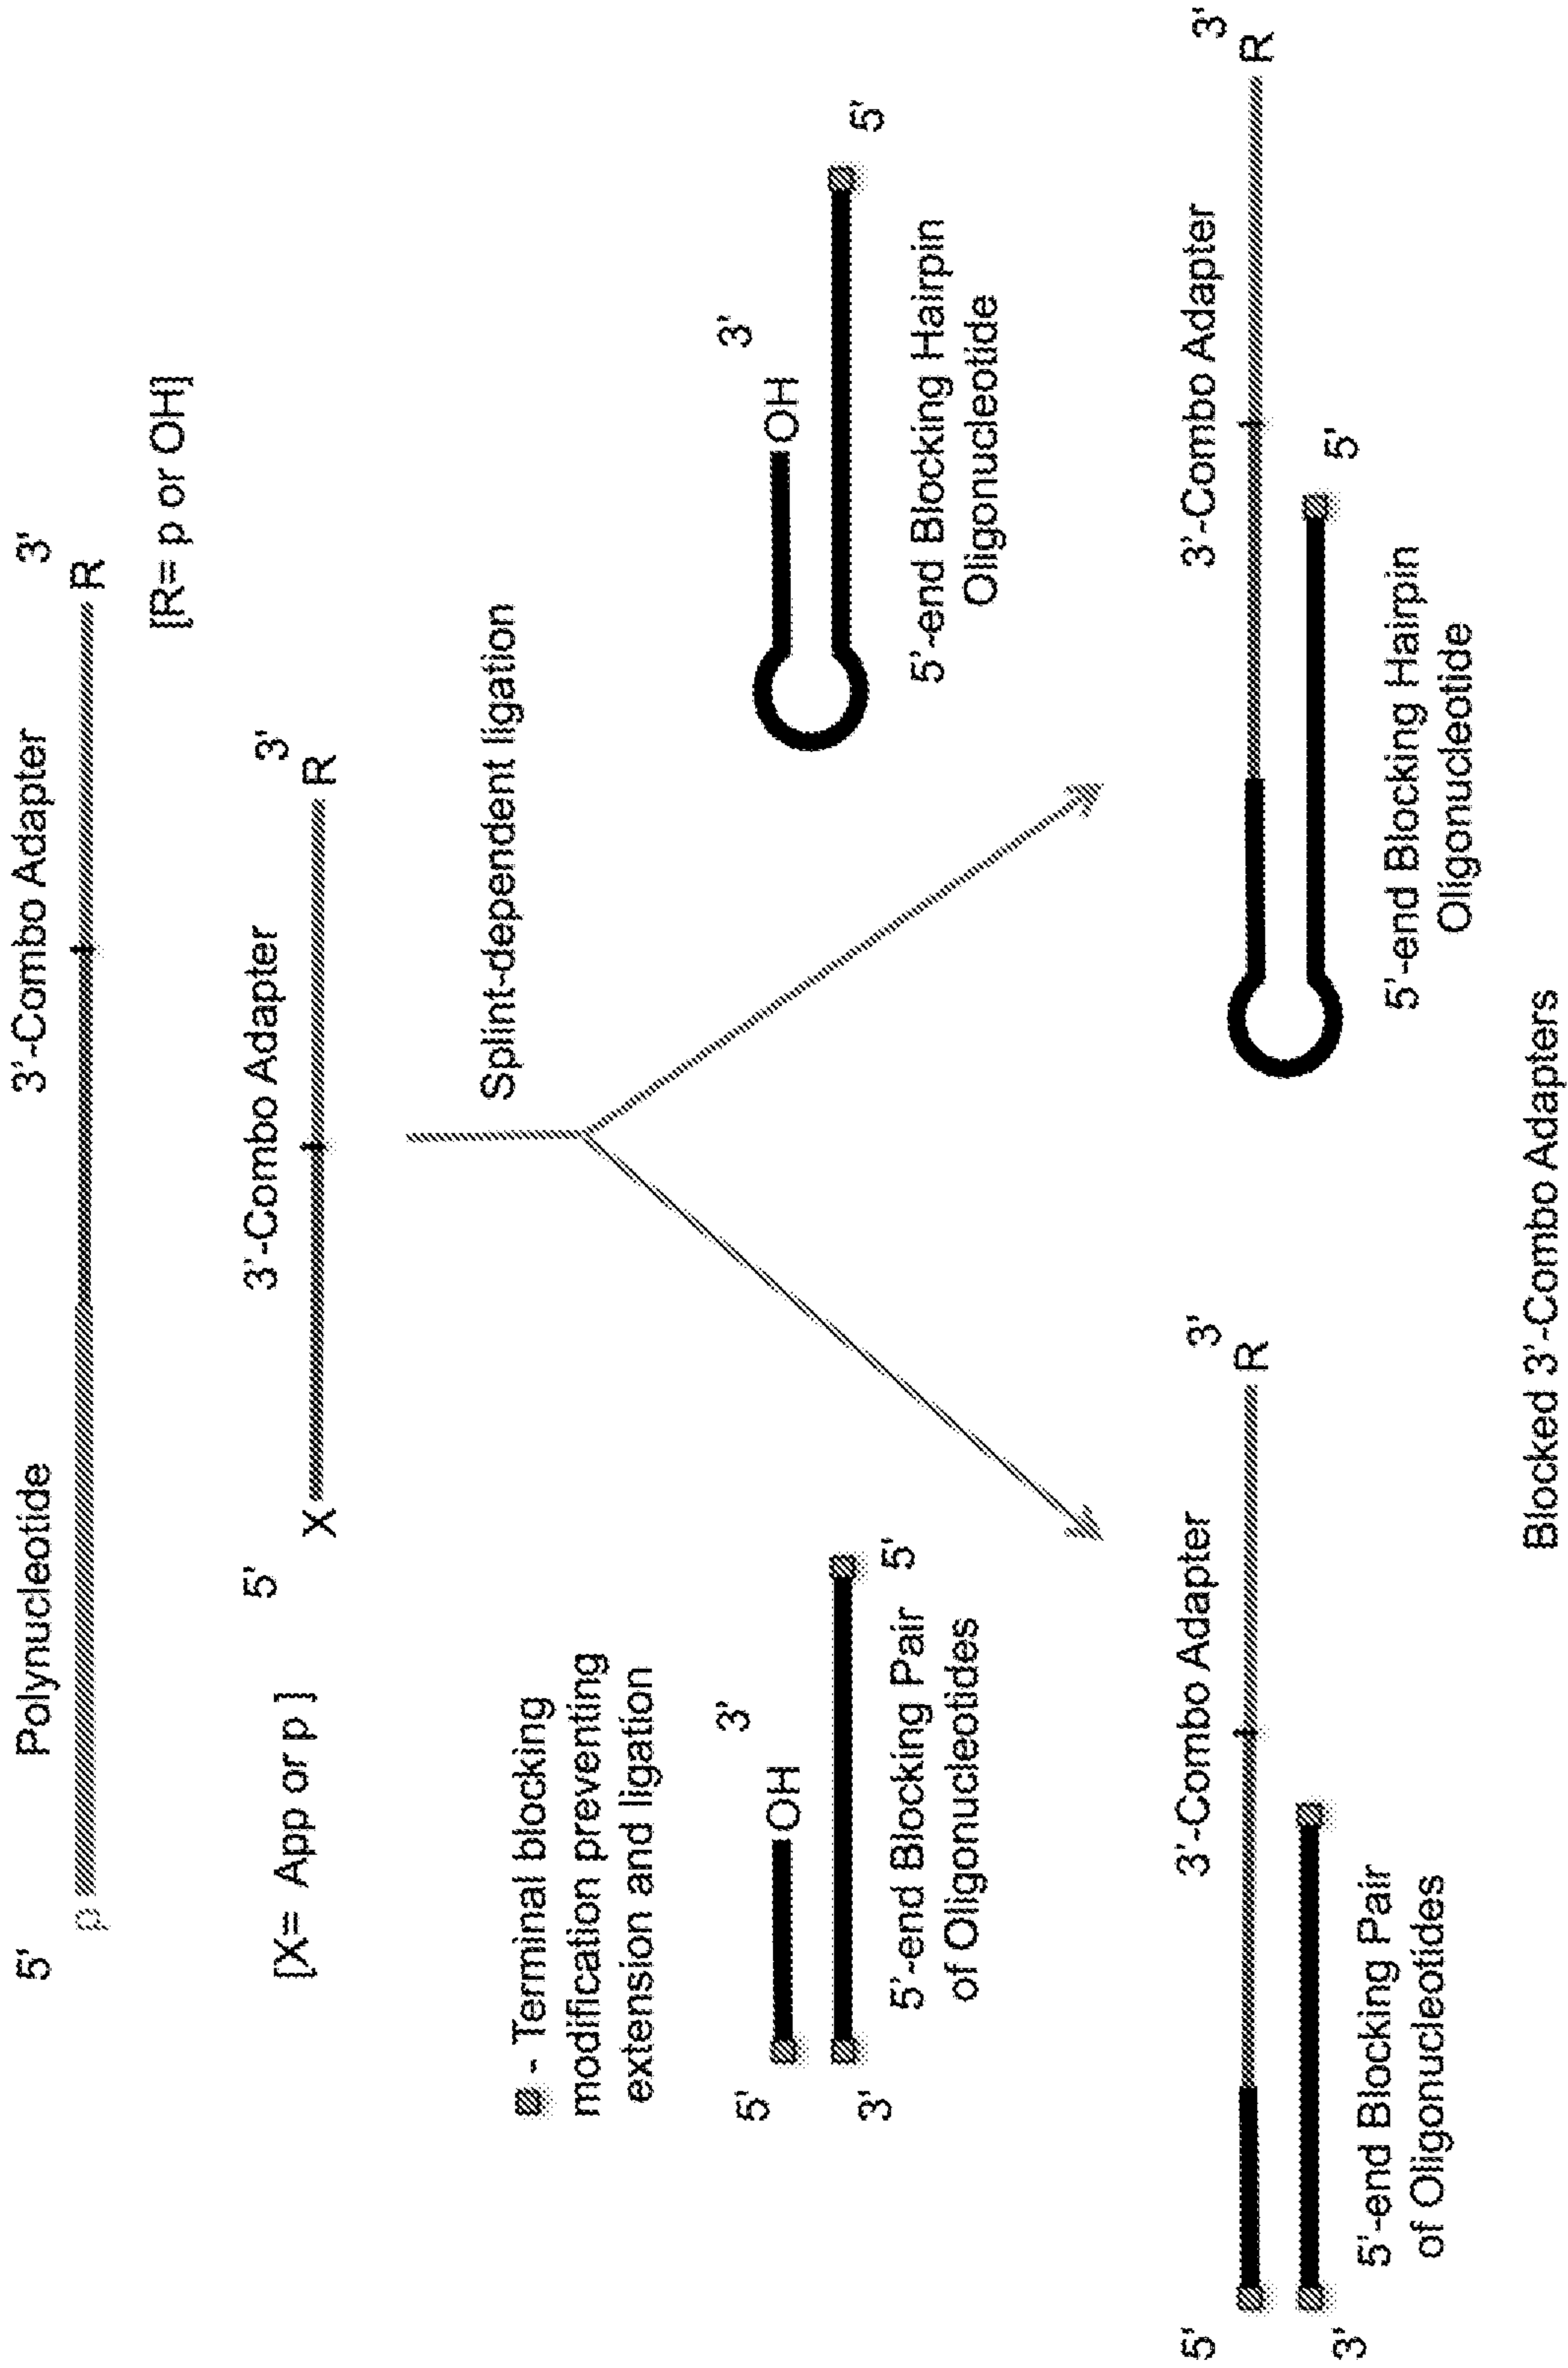 Polynucleotide
3'-Combo Adapter
5'
3'
p
R
[R= p or OH]
3'-Combo Adapter
5'
3'
X
R
[X= App or p ]
Splint-dependent ligation
- Terminal blocking
modification preventing
extension and ligation
3'
OH
5'
3'
5'
5'-end Blocking Pair
of Oligonucleotides
3'
OH
5'
5'-end Blocking Hairpin
Oligonucleotide
3'-Combo Adapter
5'
3'
R
3'
5'-end Blocking Pair
of Oligonucleotides
3'-Combo Adapter
3'
R
5'
5'-end Blocking Hairpin
Oligonucleotide
Blocked 3'-Combo Adapters